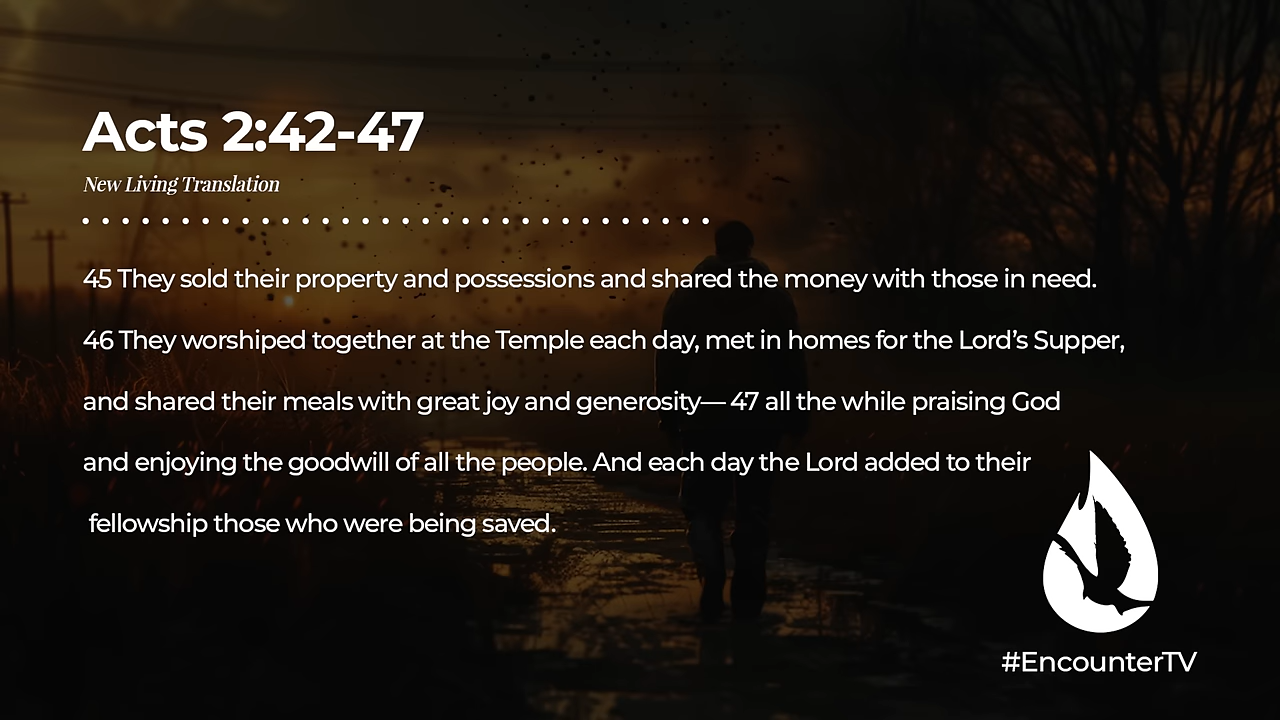 Acts 2:42-47
New Living Translation
45 They sold their property and possessions and shared the money with those in need.
46 They worshiped together at the Temple each day, met in homes for the Lord’s Supper,
and shared their meals with great joy and generosity— 47 all the while praising God
and enjoying the goodwill of all the people. And each day the Lord added to their
fellowship those who were being saved.
#EncounterTV